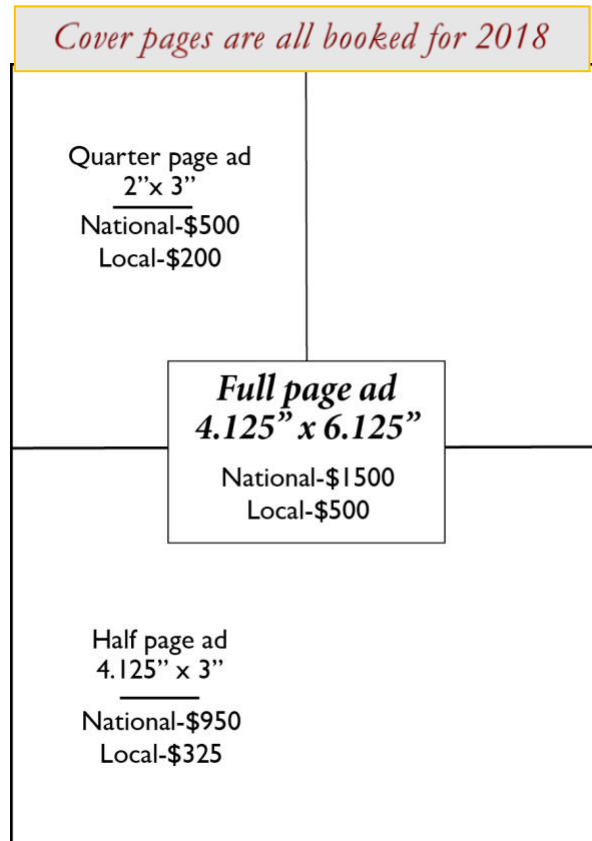 Cover pages are all booked for 2018
Quarter page ad
2”x 3”
National-$500
Local-$200
Full page ad
4.125” x 6.125”
National-$1500
Local-$500
Half page ad
4.125” x 3”
National-$950
Local-$325